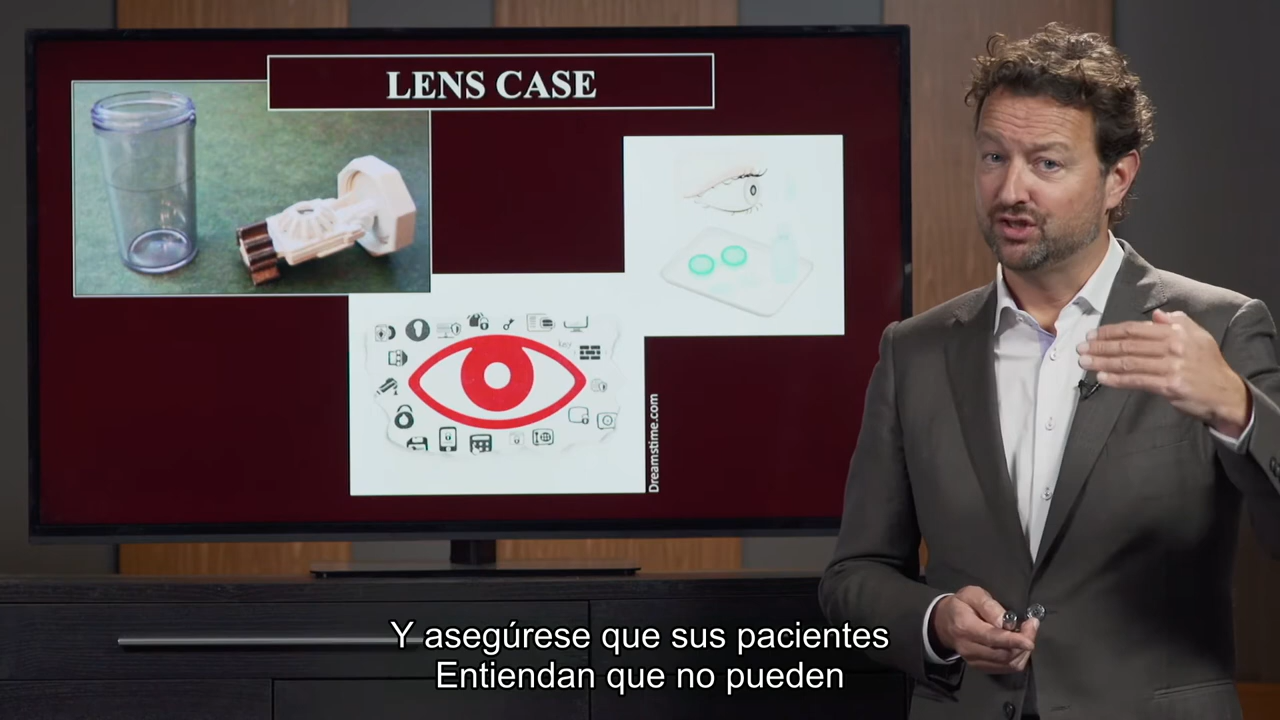 LENS CASE
Dreamstime.com
Y asegúrese que sus pacientes
Entiendan que no pueden